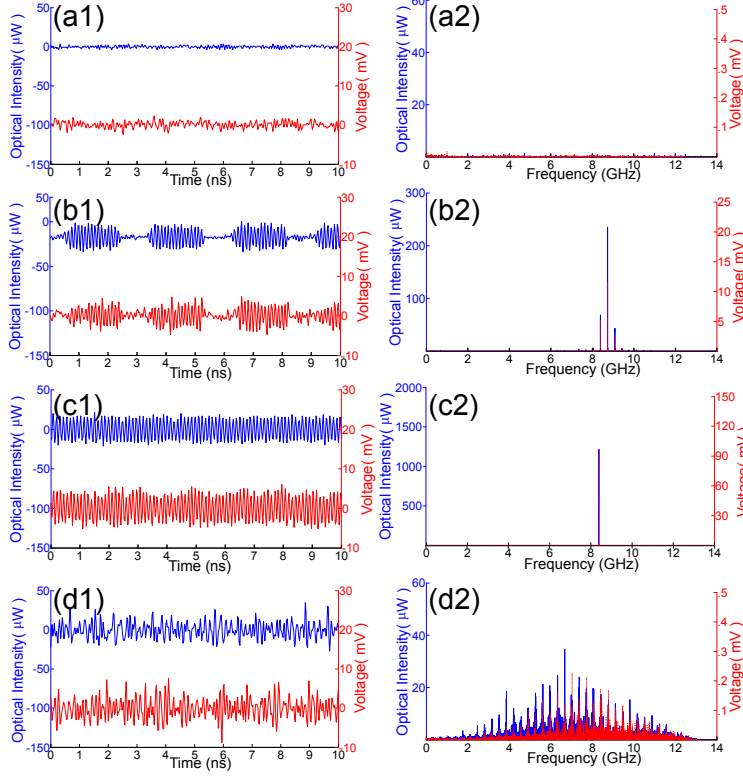 (a1)
Optical Intensity( μW)
50
0
-50
-100
-150
30
20
10
0
-10
Voltage( mV)
0 1 2 3 4 5 6 7 8 9 10
Time (ns)
(a2)
Optical Intensity( μW)
60
40
20
.5
.4
.3
.2
.1
Voltage( mV)
0 2 4 6 8 10 12 14
Frequency (GHz)
(b1)
Optical Intensity( μW)
50
0
-50
-100
-150
30
20
10
0
-10
Voltage( mV)
0 1 2 3 4 5 6 7 8 9 10
Time (ns)
(b2)
Optical Intensity( μW)
300
200
100
25
20
15
10
5
Voltage( mV)
0 2 4 6 8 10 12 14
Frequency (GHz)
(c1)
Optical Intensity( μW)
50
0
-50
-100
-150
30
20
10
0
-10
Voltage( mV)
0 1 2 3 4 5 6 7 8 9 10
Time (ns)
(c2)
Optical Intensity( μW)
2000
1500
1000
500
150
120
90
60
30
Voltage( mV)
0 2 4 6 8 10 12 14
Frequency (GHz)
(d1)
Optical Intensity( μW)
50
0
-50
-100
-150
30
20
10
0
-10
Voltage( mV)
0 1 2 3 4 5 6 7 8 9 10
Time (ns)
(d2)
Optical Intensity( μW)
60
40
20
.5
.4
.3
.2
.1
Voltage( mV)
0 2 4 6 8 10 12 14
Frequency (GHz)